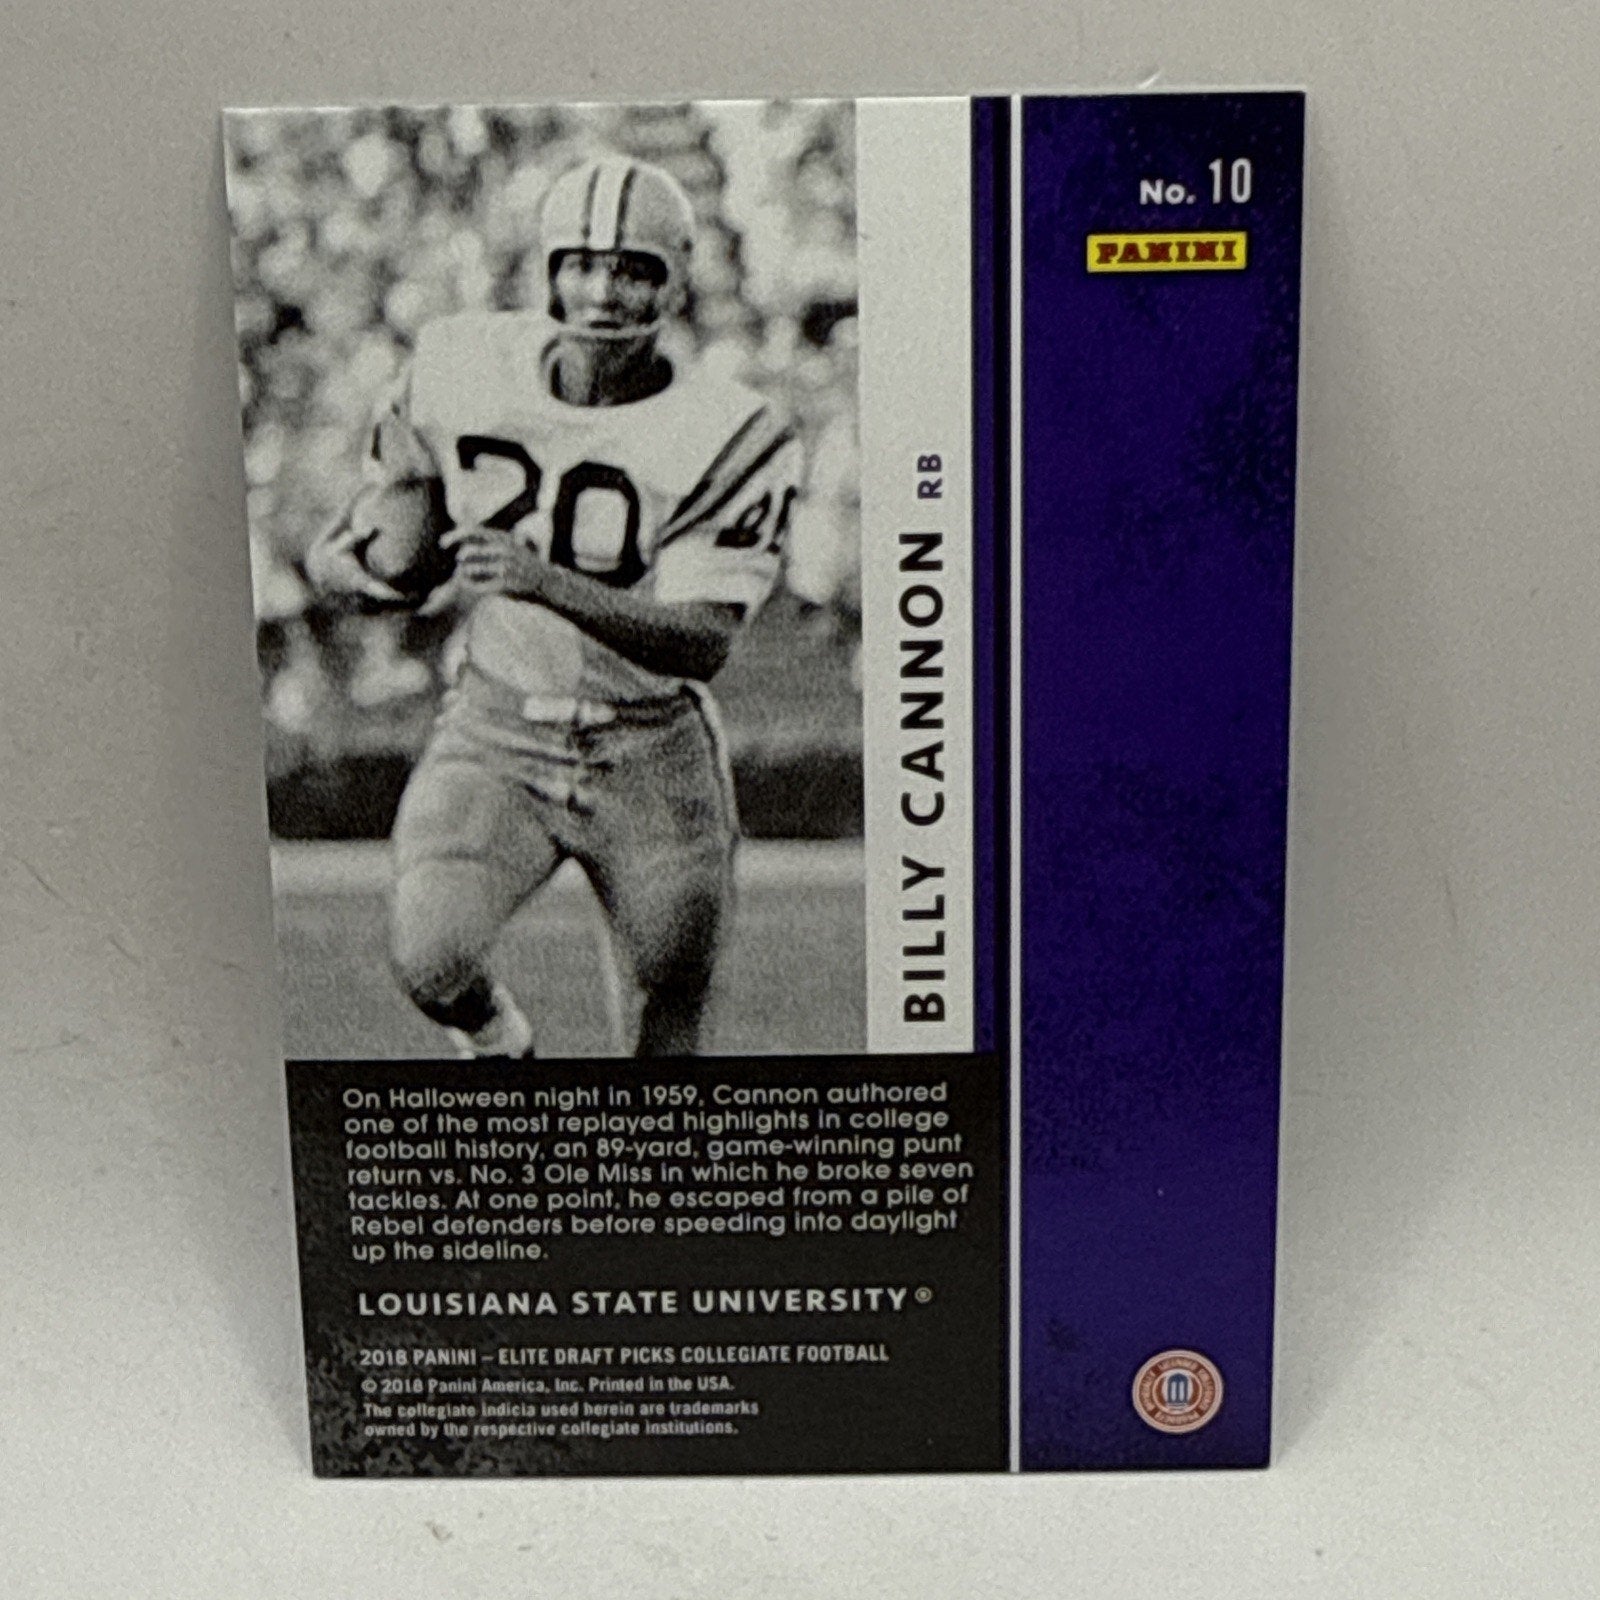 No. 10
PANINI
20
BILLY CANNON RB
On Halloween night in 1959, Cannon authored
one of the most replayed highlights in college
football history, an 89-yard, game-winning punt
return vs. No. 3 Ole Miss in which he broke seven
tackles. At one point, he escaped from a pile of
Rebel defenders before speeding into daylight
up the sideline.
LOUISIANA STATE UNIVERSITY®
2018 PANINI – ELITE DRAFT PICKS COLLEGIATE FOOTBALL
© 2018 Panini America, Inc. Printed in the USA.
The collegiate indicia used herein are trademarks
owned by the respective collegiate institutions.